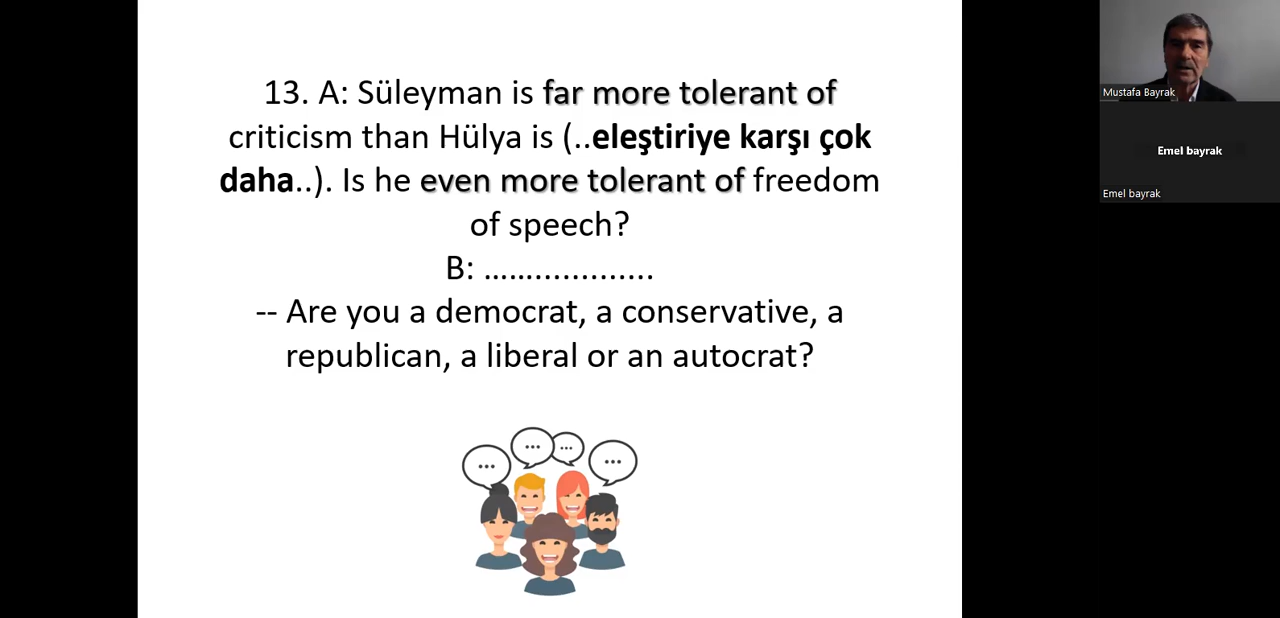 13. A: Süleyman is far more tolerant of
criticism than Hülya is (..eleştiriye karşı çok
daha..). Is he even more tolerant of freedom
of speech?
B: ..................
-- Are you a democrat, a conservative, a
republican, a liberal or an autocrat?
Mustafa Bayrak
Emel bayrak
Emel bayrak